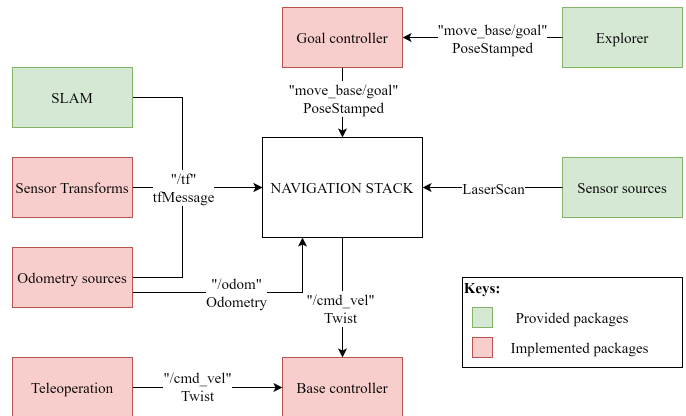 Goal controller
"move_base/goal"
PoseStamped
Explorer
SLAM
"move_base/goal"
PoseStamped
Sensor Transforms
"/tf"
tfMessage
NAVIGATION STACK
LaserScan
Sensor sources
Odometry sources
"/odom"
Odometry
"/cmd_vel"
Twist
Keys:
Provided packages
Implemented packages
Teleoperation
"/cmd_vel"
Twist
Base controller